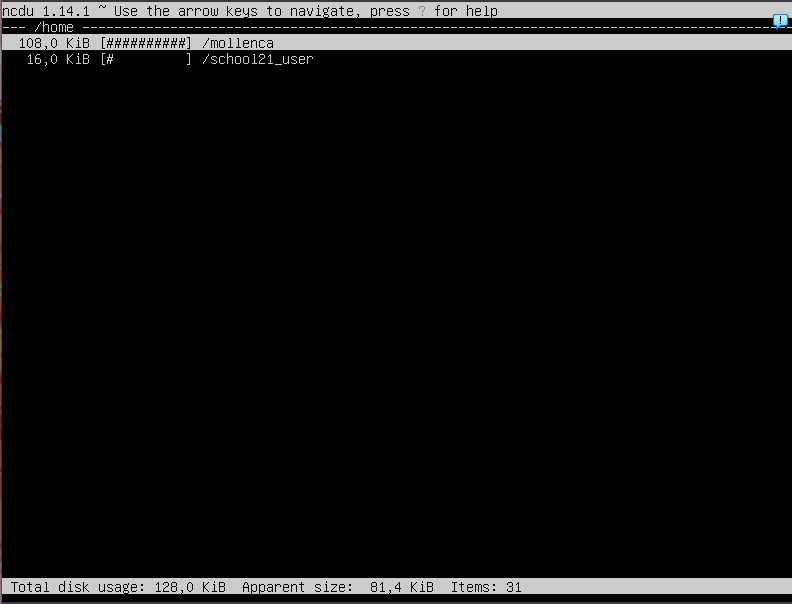 ncdu 1.14.1 ~ Use the arrow keys to navigate, press ? for help
--- /home ----------------------------------------------------------------------------------------
108,0 KiB [##########] /mollenca
16,0 KiB [#         ] /school21_user
Total disk usage: 128,0 KiB  Apparent size:  81,4 KiB  Items: 31